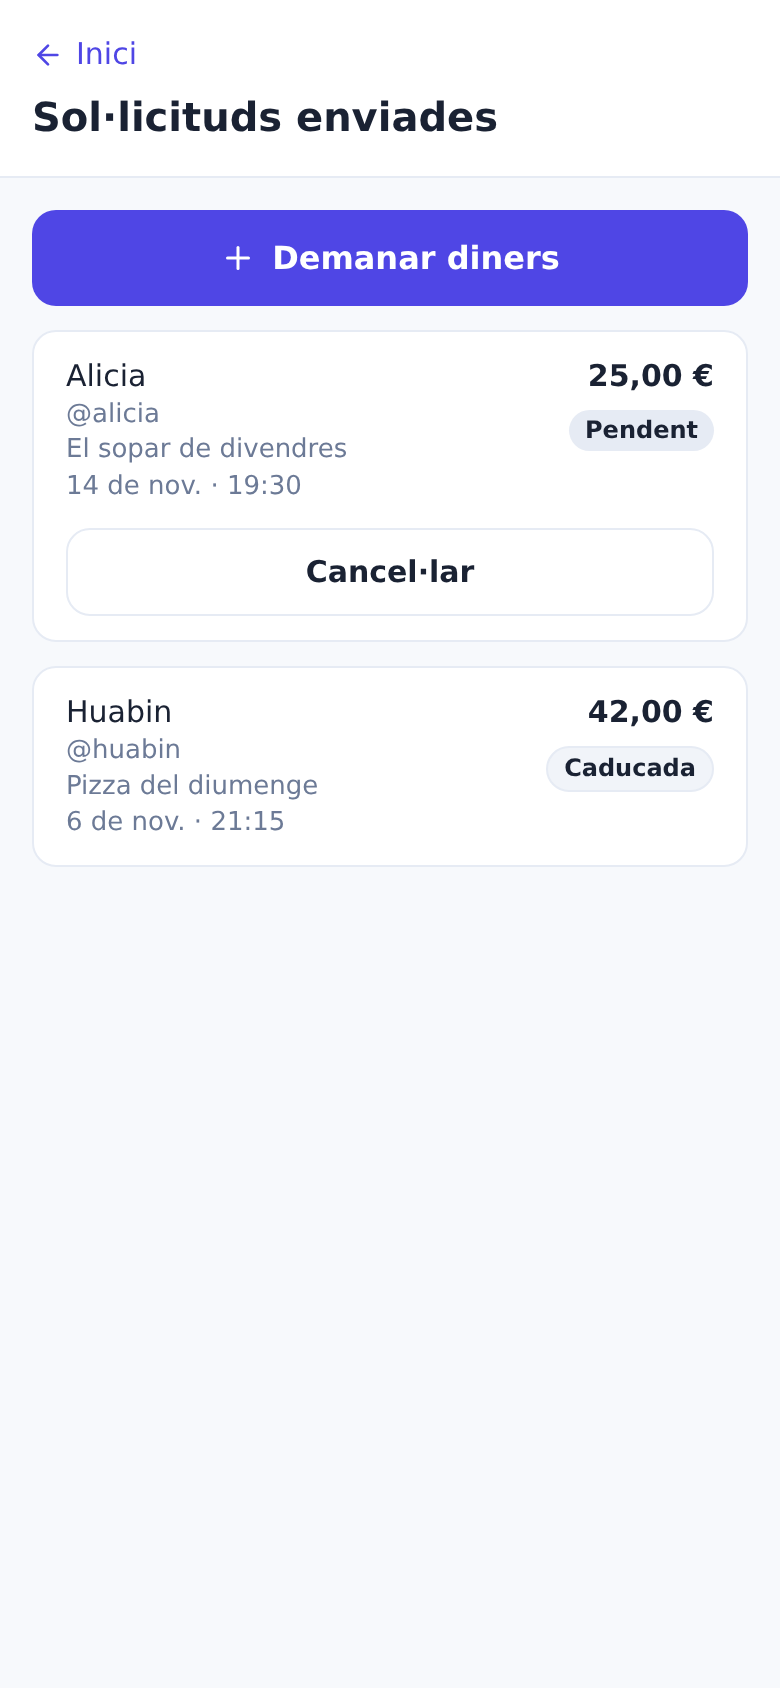 Inici
Sol·licituds enviades
Demanar diners
Alicia
25,00 €
@alicia
Pendent
El sopar de divendres
14 de nov. · 19:30
Cancel·lar
Huabin
42,00 €
@huabin
Caducada
Pizza del diumenge
6 de nov. · 21:15